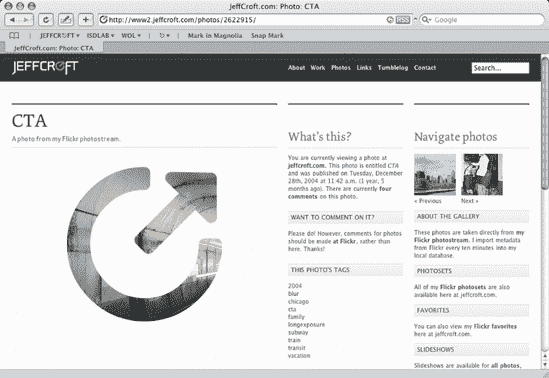 JeffCroft.com: Photo: CTA
http://www2.jeffcroft.com/photos/2622915/
Google
JEFFCROFT ISDLAB WOL Mark in Magnolia Snap Mark
JeffCroft.com: Photo: CTA
JEFFCROFT
About Work Photos Links Tumblelog Contact
Search...
CTA
A photo from my Flickr photostream.
What's this?
You are currently viewing a photo at
jeffcroft.com. This photo is entitled CTA
and was published on Tuesday, December
28th, 2004 at 11:42 a.m. (1 year, 5
months ago). There are currently four
comments on this photo.
WANT TO COMMENT ON IT?
Please do! However, comments for photos
should be made at Flickr, rather than
here. Thanks!
THIS PHOTO'S TAGS
2004
blur
chicago
cta
family
longexposure
subway
train
transit
vacation
Navigate photos
« Previous Next »
ABOUT THE GALLERY
These photos are taken directly from my
Flickr photostream. I import metadata
from Flickr every ten minutes into my
local database.
PHOTOSETS
All of my Flickr photosets are also
available here at jeffcroft.com.
FAVORITES
You can also view my Flickr favorites
here at jeffcroft.com.
SLIDESHOWS
Slideshows are available for all photos,